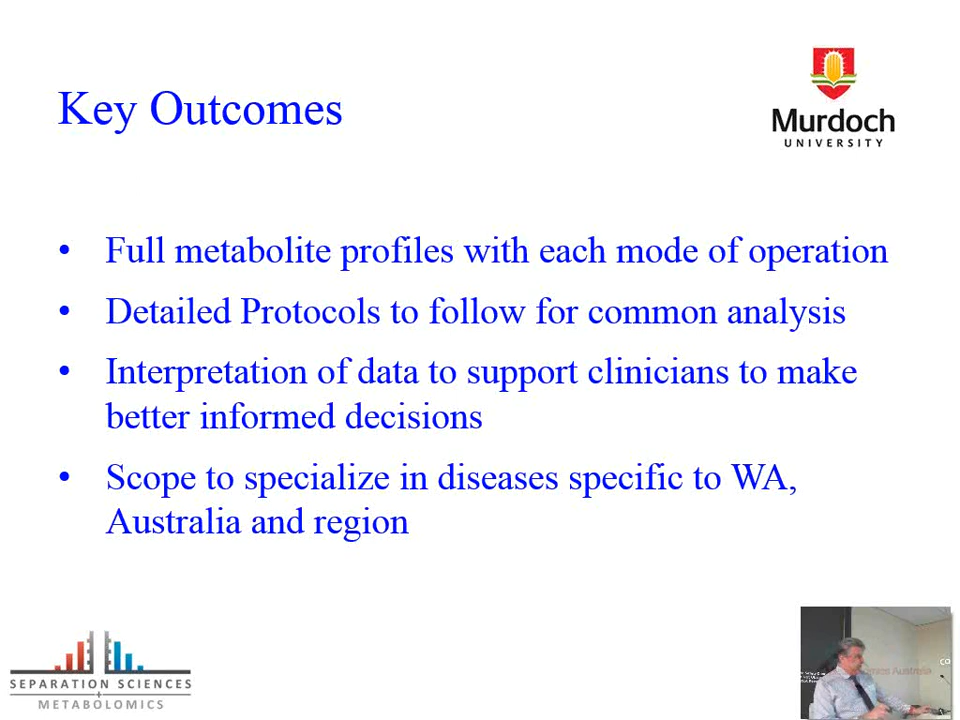 Key Outcomes
Murdoch
UNIVERSITY
• Full metabolite profiles with each mode of operation
• Detailed Protocols to follow for common analysis
• Interpretation of data to support clinicians to make
better informed decisions
• Scope to specialize in diseases specific to WA,
Australia and region
SEPARATION SCIENCES
METABOLOMICS
Australia